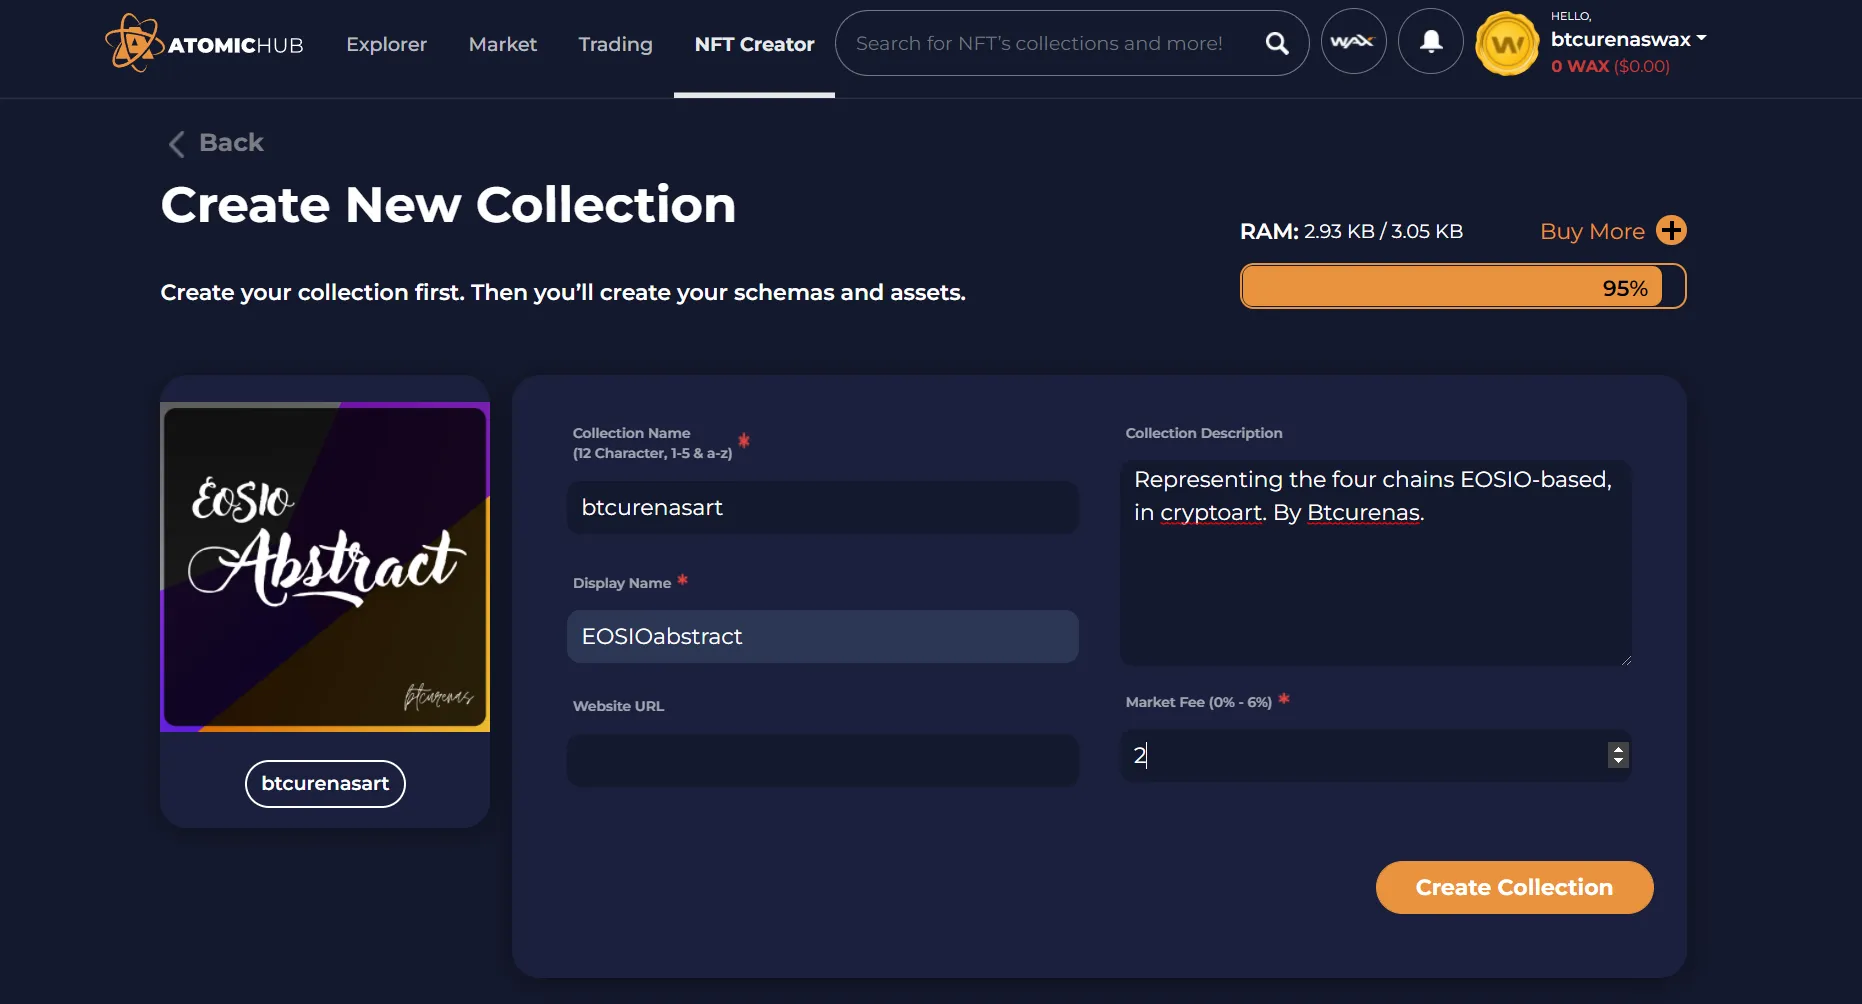 ATOMICHUB
Explorer
Market
Trading
NFT Creator
Search for NFT’s collections and more!
WAX
W
HELLO,
btcurenaswax
0 WAX ($0.00)
Back
Create New Collection
RAM: 2.93 KB / 3.05 KB
Buy More
95%
Create your collection first. Then you’ll create your schemas and assets.
EOSIO
Abstract
btcurenas
btcurenasart
Collection Name
(12 Character, 1-5 & a-z) *
btcurenasart
Display Name *
EOSIOabstract
Website URL
Collection Description
Representing the four chains EOSIO-based,
in cryptoart. By Btcurenas.
Market Fee (0% - 6%) *
2
Create Collection